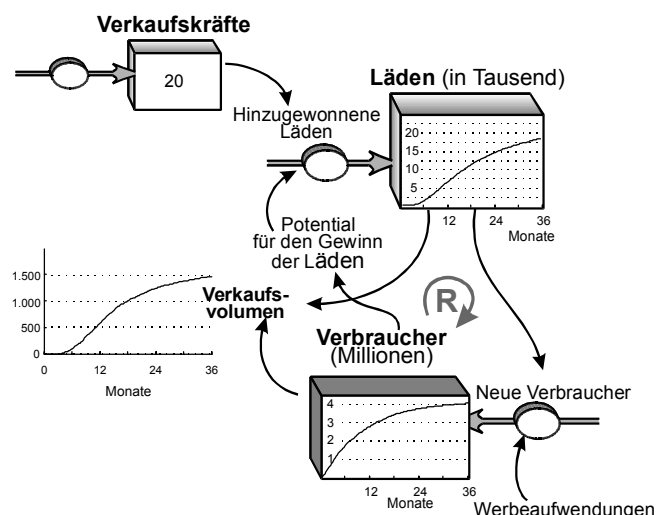 Verkaufskräfte
20
Läden (in Tausend)
Hinzugewonnene
Läden
20
15
10
5
12 24 36
Monate
Potential
für den Gewinn
der Läden
1.500
1.000
500
0
0 12 24 36
Monate
Verkaufs-
volumen
R
Verbraucher
(Millionen)
4
3
2
1
12 24 36
Monate
Neue Verbraucher
Werbeaufwendungen